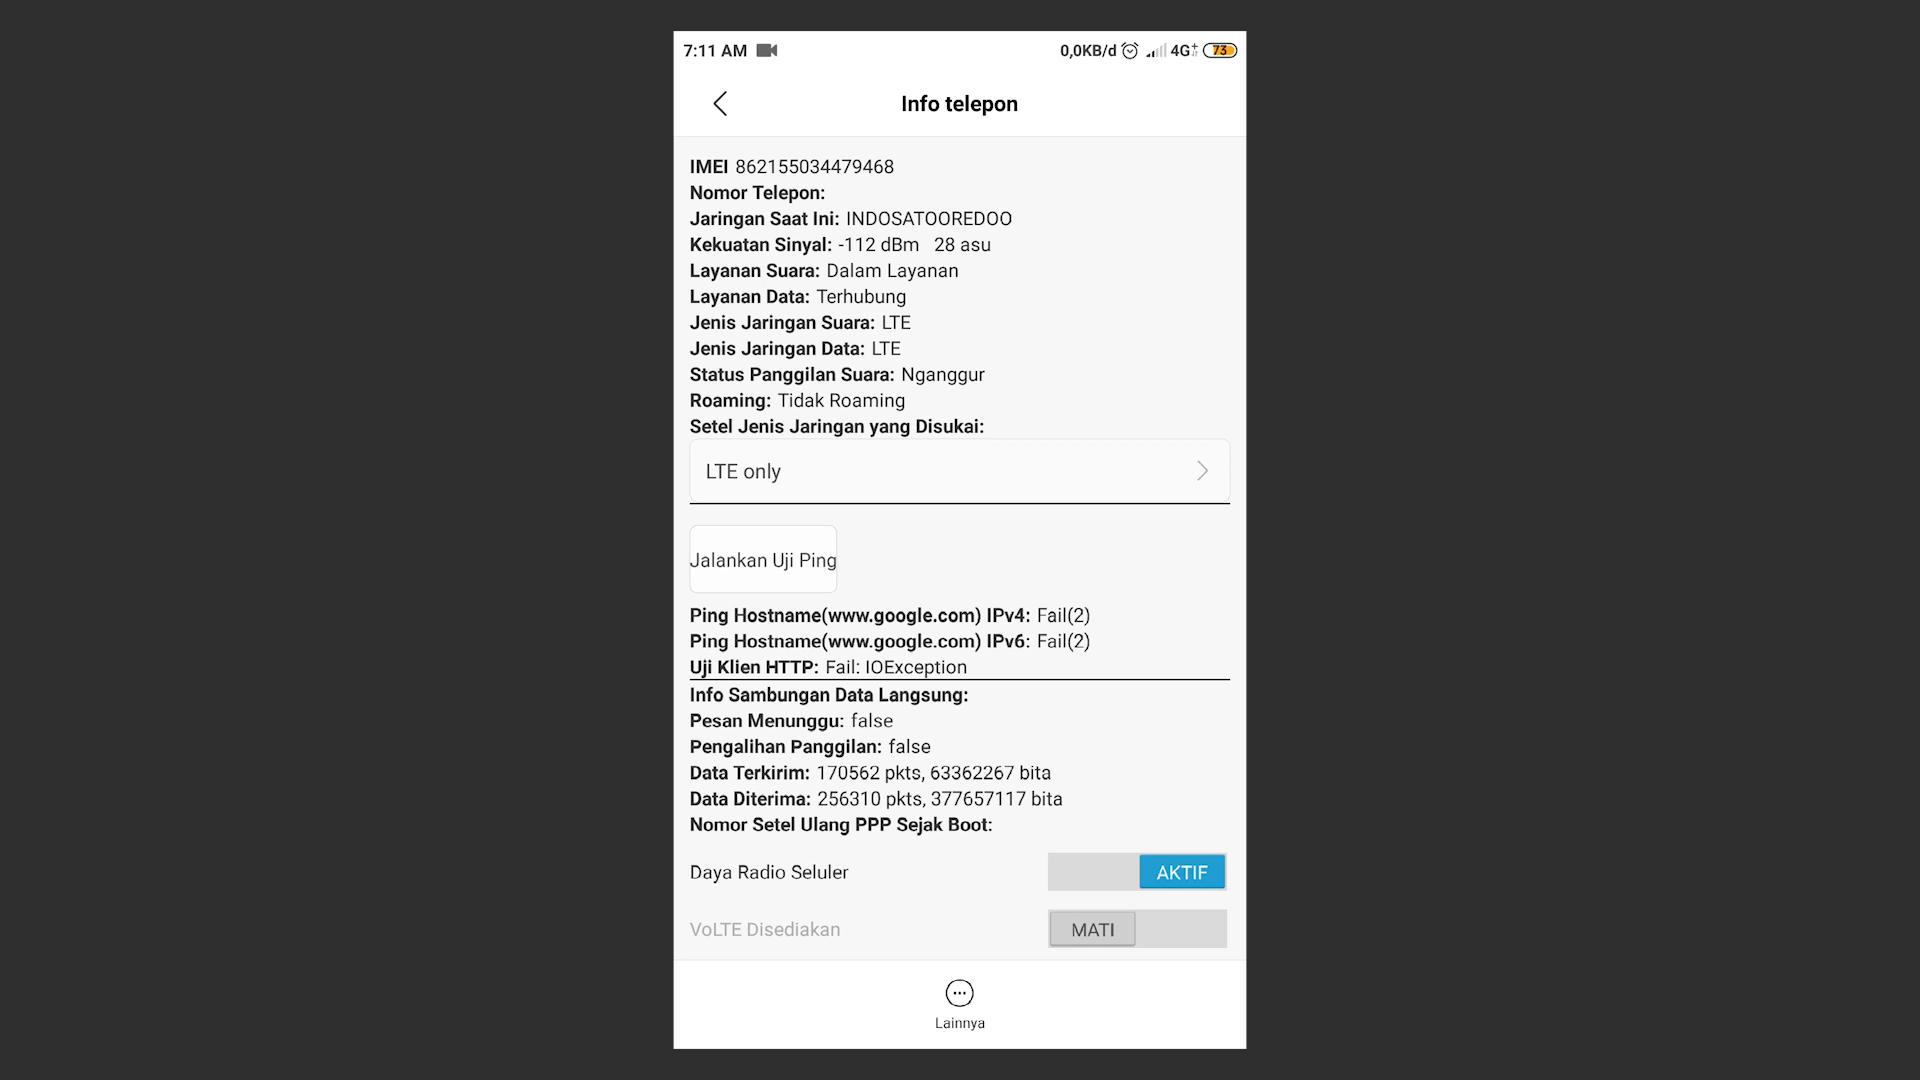 7:11 AM 0,0KB/d 4G+ 73
Info telepon
IMEI 862155034479468
Nomor Telepon:
Jaringan Saat Ini: INDOSATOOREDOO
Kekuatan Sinyal: -112 dBm 28 asu
Layanan Suara: Dalam Layanan
Layanan Data: Terhubung
Jenis Jaringan Suara: LTE
Jenis Jaringan Data: LTE
Status Panggilan Suara: Nganggur
Roaming: Tidak Roaming
Setel Jenis Jaringan yang Disukai:
LTE only
Jalankan Uji Ping
Ping Hostname(www.google.com) IPv4: Fail(2)
Ping Hostname(www.google.com) IPv6: Fail(2)
Uji Klien HTTP: Fail: IOException
Info Sambungan Data Langsung:
Pesan Menunggu: false
Pengalihan Panggilan: false
Data Terkirim: 170562 pkts, 63362267 bita
Data Diterima: 256310 pkts, 377657117 bita
Nomor Setel Ulang PPP Sejak Boot:
Daya Radio Seluler AKTIF
VoLTE Disediakan MATI
Lainnya